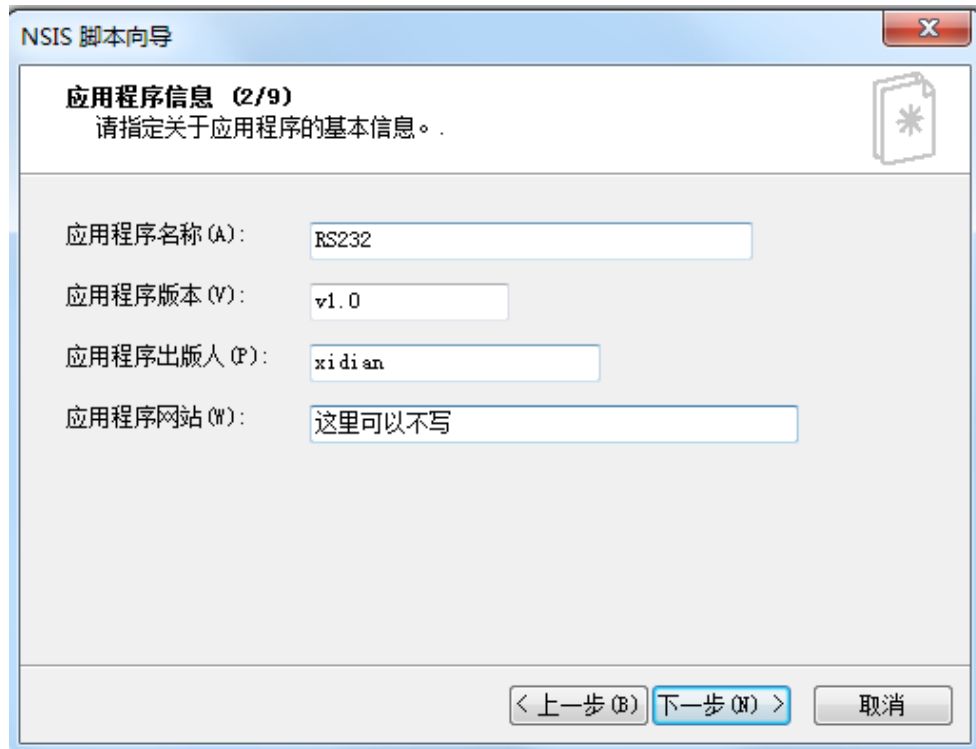 NSIS 脚本向导
应用程序信息 (2/9)
请指定关于应用程序的基本信息。.
应用程序名称(A): RS232
应用程序版本(V): v1.0
应用程序出版人(P): xidian
应用程序网站(W): 这里可以不写
< 上一步(B) 下一步(N) > 取消